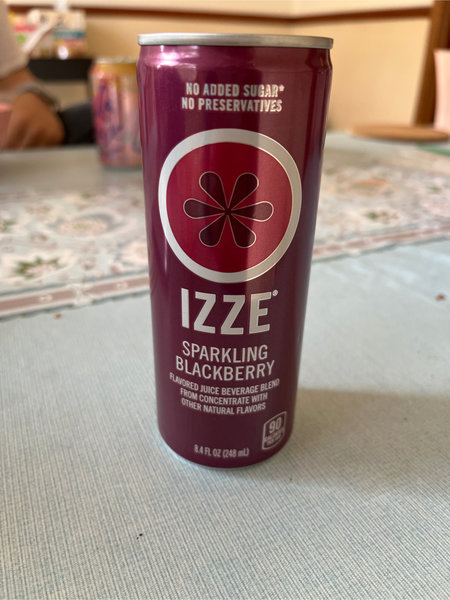 NO ADDED SUGAR*
NO PRESERVATIVES
IZZE®
SPARKLING
BLACKBERRY
FLAVORED JUICE BEVERAGE BLEND
FROM CONCENTRATE WITH
OTHER NATURAL FLAVORS
90
8.4 FL OZ (248 mL)